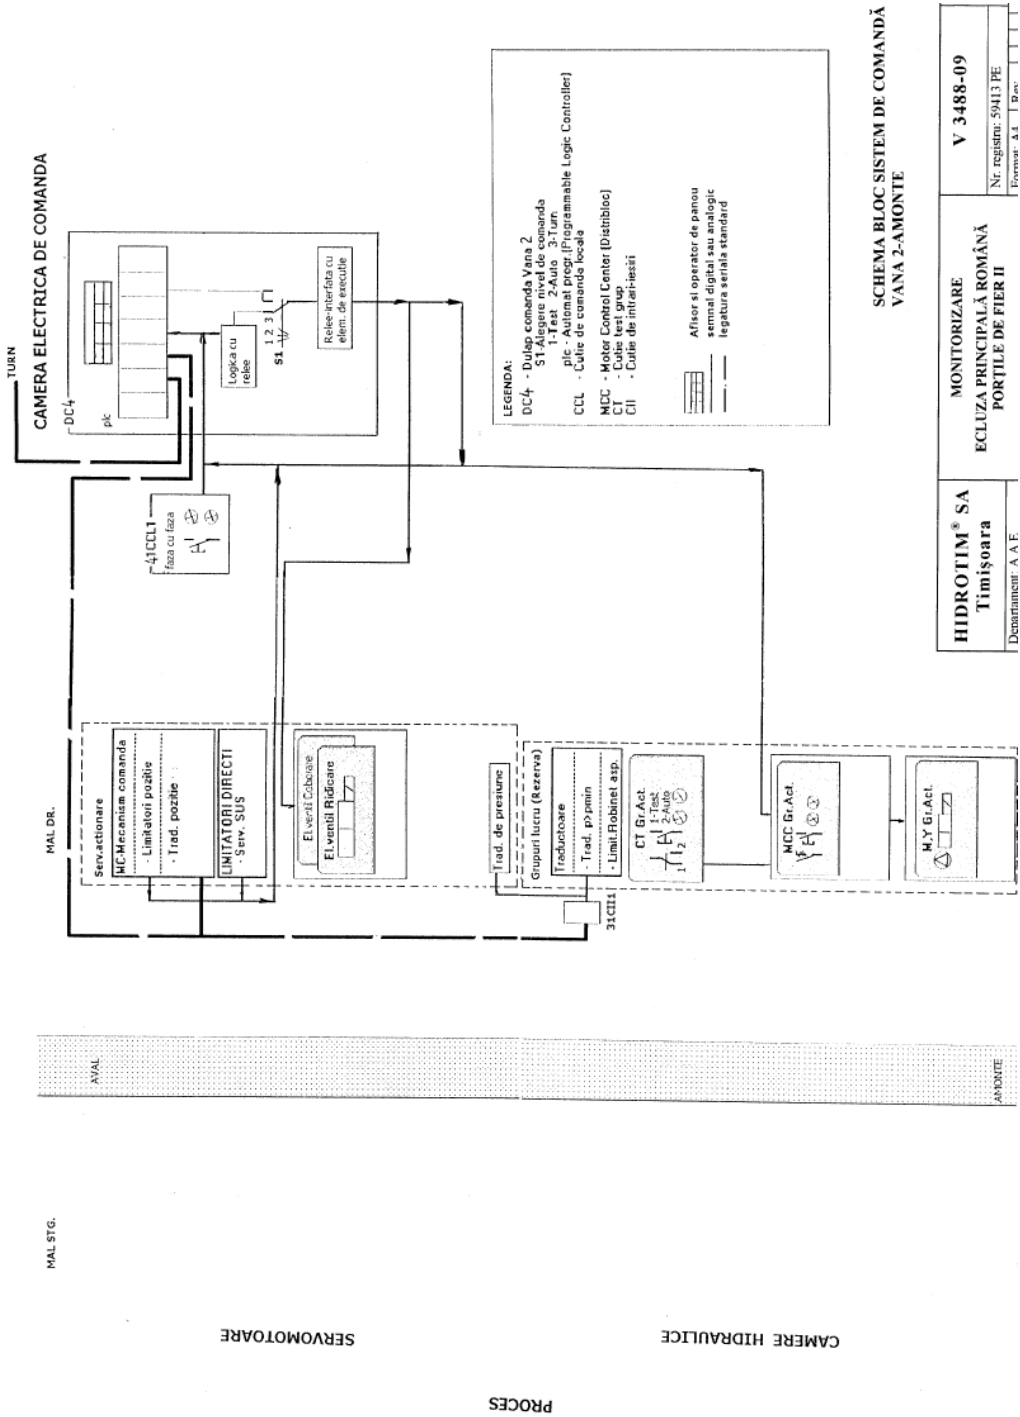 TURN
CAMERA ELECTRICA DE COMANDA
DC4
plc
Logica cu
relee
S1
1 2 3
Relee-interfata cu
elem. de executie
MAL DR.
41CCL1
faza cu faza
Serv.actionare
MC-Mecanism comanda
- Limitatori pozitie
- Trad. pozitie
LIMITATORI DIRECTI
- Serv. SUS
El.ventil Coborare
El.ventil Ridicare
Trad. de presiune
Grupuri lucru (Rezerva)
Traductoare
- Trad. p>pmin
- Limit.Robinet asp.
31CII1
CT Gr.Act.
1-Test
2-Auto
1 2
MCC Gr.Act.
M,Y Gr.Act.
LEGENDA:
DC4 - Dulap comanda Vana 2
S1-Alegere nivel de comanda
1-Test 2-Auto 3-Turn
plc - Automat progr.(Programmable Logic Controller)
CCL - Cutie de comanda locala
MCC - Motor Control Center (Distribloc)
CT - Cutie test grup
CII - Cutie de intrari-iesiri
Afisor si operator de panou
semnal digital sau analogic
legatura seriala standard
AVAL
AMONTE
MAL STG.
SERVOMOTOARE
CAMERE HIDRAULICE
PROCES
SCHEMA BLOC SISTEM DE COMANDĂ
VANA 2-AMONTE
HIDROTIM® SA
Timişoara
Departament: A.A.E.
MONITORIZARE
ECLUZA PRINCIPALĂ ROMÂNĂ
PORŢILE DE FIER II
V 3488-09
Nr. registru: 59413 PE
Format: A4
Rev.